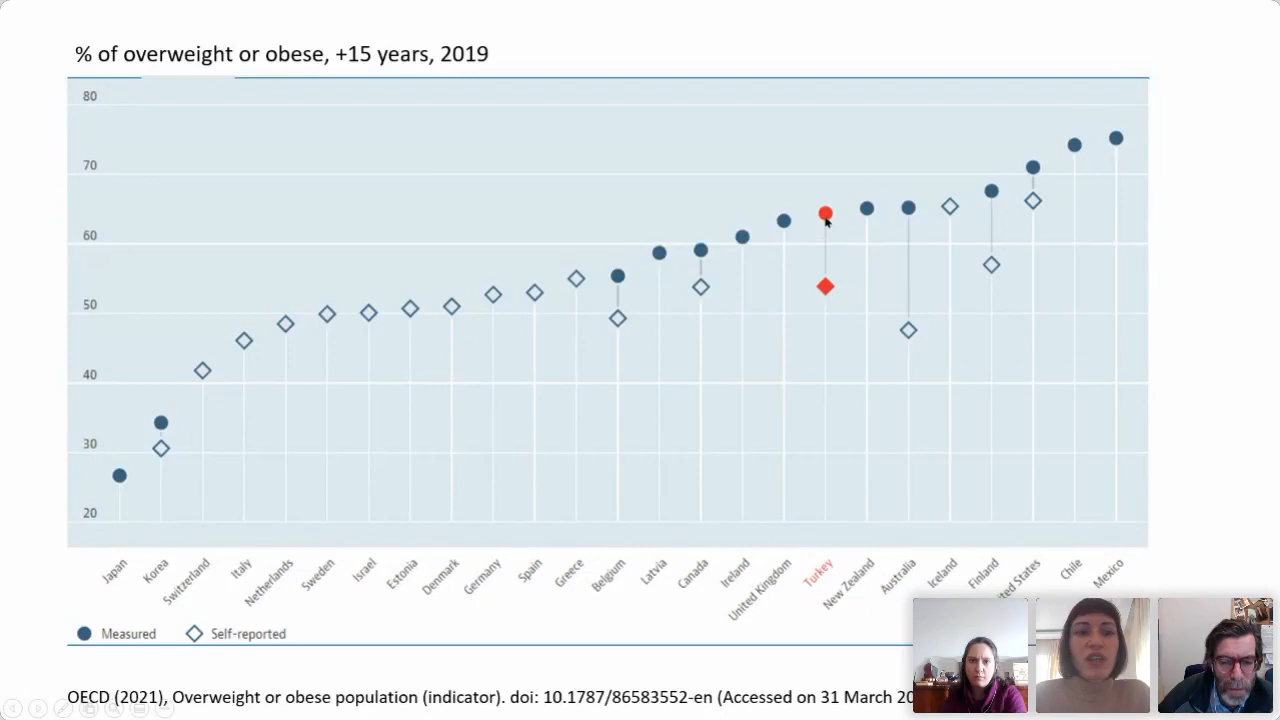 % of overweight or obese, +15 years, 2019
80
70
60
50
40
30
20
Japan
Korea
Switzerland
Italy
Netherlands
Sweden
Israel
Estonia
Denmark
Germany
Spain
Greece
Belgium
Latvia
Canada
Ireland
United Kingdom
Turkey
New Zealand
Australia
Iceland
Finland
ted States
Chile
Mexico
Measured
Self-reported
OECD (2021), Overweight or obese population (indicator). doi: 10.1787/86583552-en (Accessed on 31 March 20